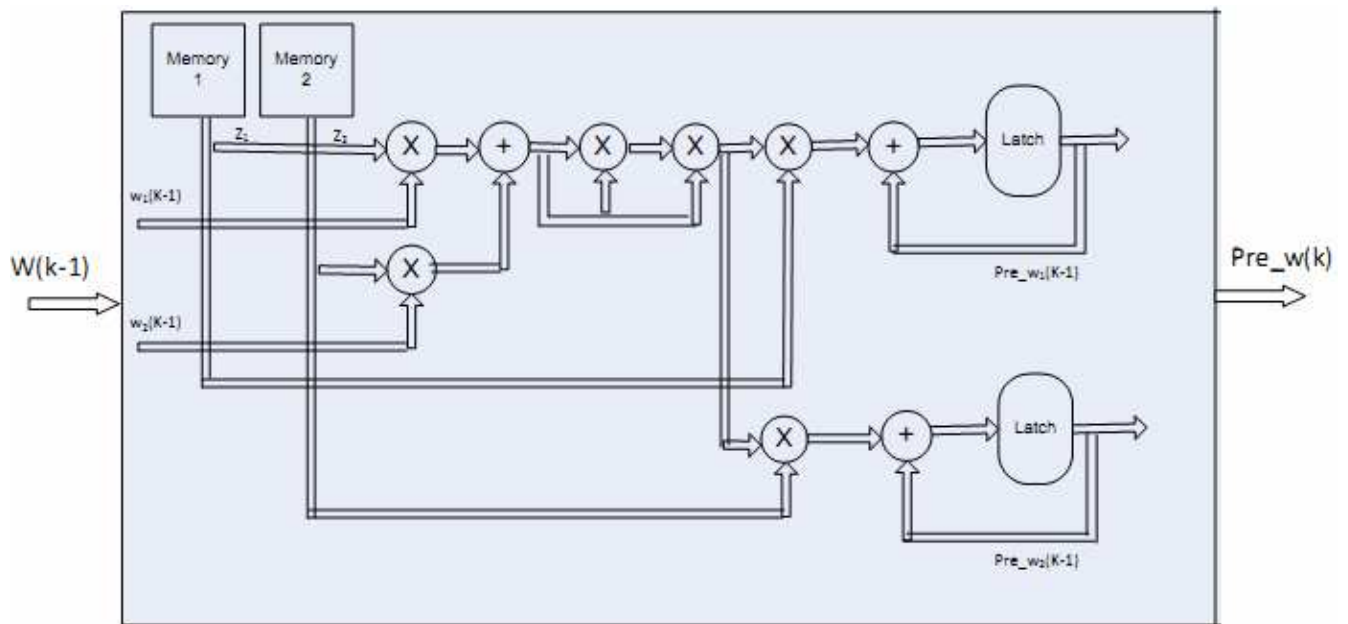 Memory
1
Memory
2
Z₁
Z₂
X
+
X
X
X
+
Latch
w₁(K-1)
X
W(k-1)
Pre_w₁(K-1)
Pre_w(k)
w₂(K-1)
X
+
Latch
Pre_w₂(K-1)